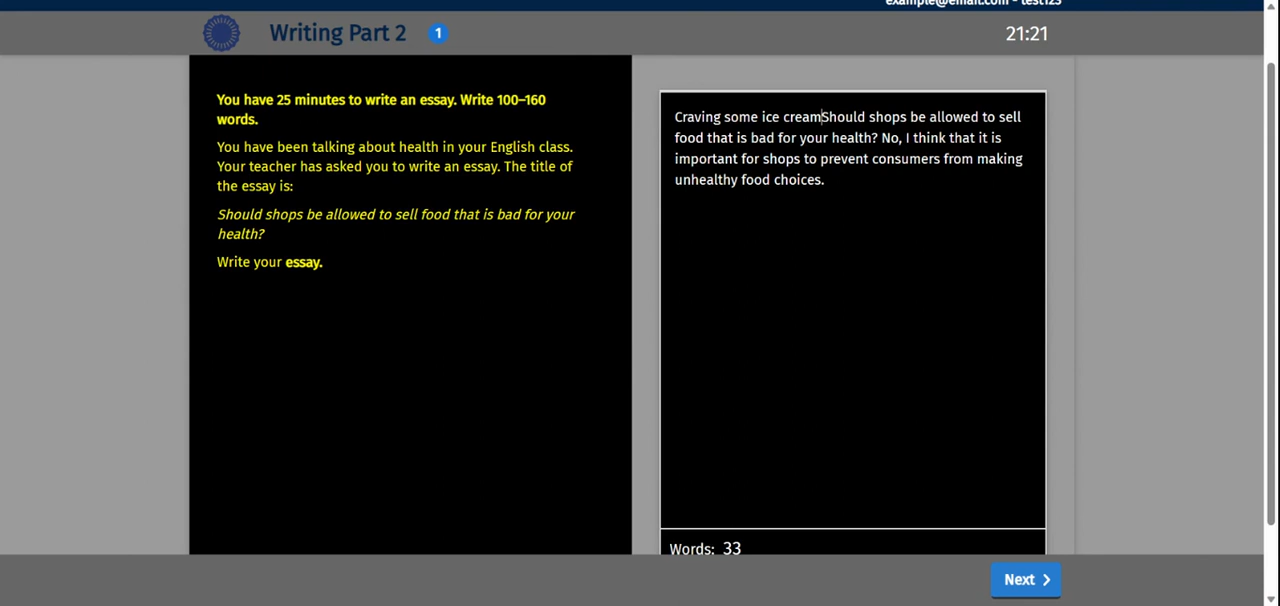 example@email.com - test123
Writing Part 2
1
21:21
You have 25 minutes to write an essay. Write 100–160
words.
You have been talking about health in your English class.
Your teacher has asked you to write an essay. The title of
the essay is:
Should shops be allowed to sell food that is bad for your
health?
Write your essay.
Craving some ice creamShould shops be allowed to sell
food that is bad for your health? No, I think that it is
important for shops to prevent consumers from making
unhealthy food choices.
Words: 33
Next